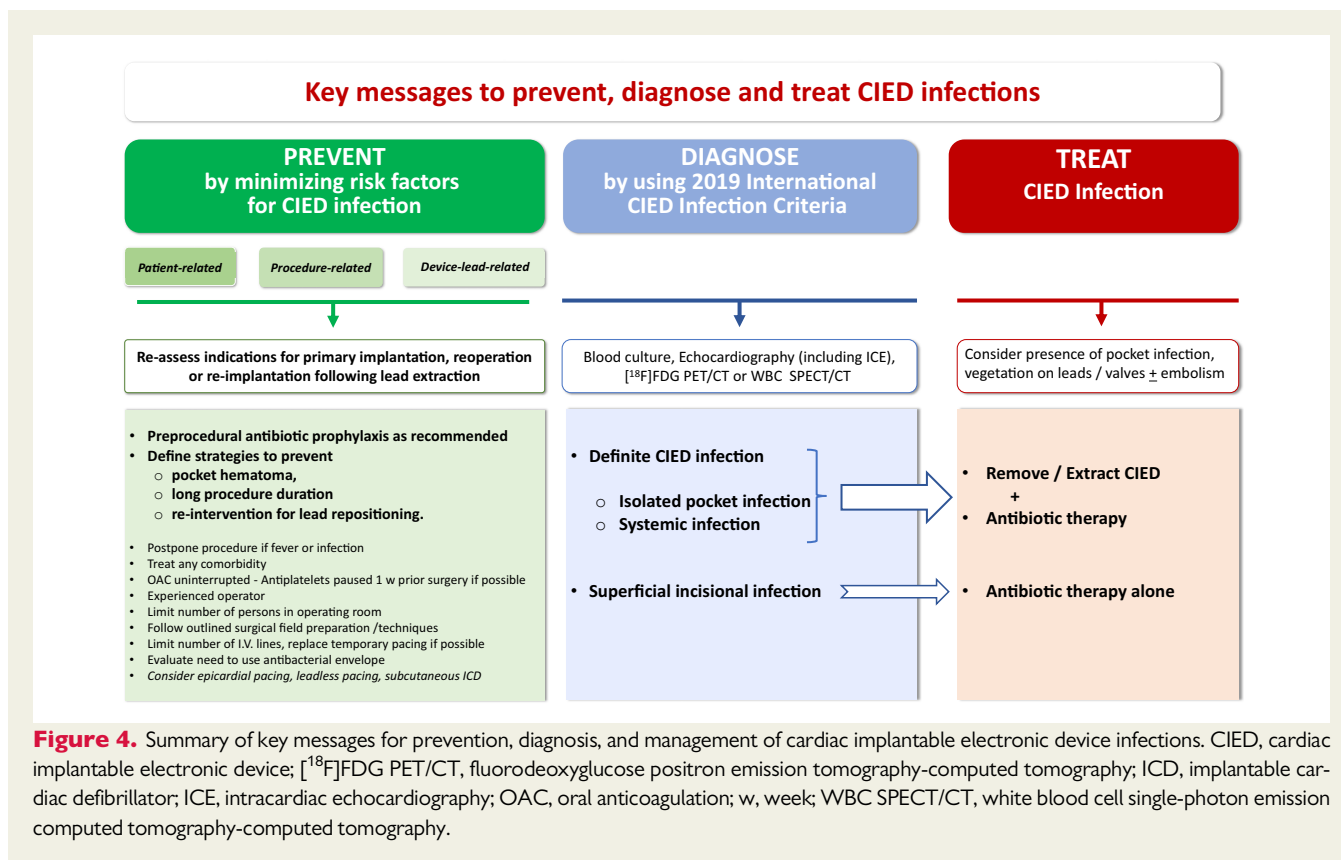 Key messages to prevent, diagnose and treat CIED infections
PREVENT
by minimizing risk factors
for CIED infection
Patient-related
Procedure-related
Device-lead-related
Re-assess indications for primary implantation, reoperation
or re-implantation following lead extraction
• Preprocedural antibiotic prophylaxis as recommended
• Define strategies to prevent
o pocket hematoma,
o long procedure duration
o re-intervention for lead repositioning.
• Postpone procedure if fever or infection
• Treat any comorbidity
• OAC uninterrupted - Antiplatelets paused 1 w prior surgery if possible
• Experienced operator
• Limit number of persons in operating room
• Follow outlined surgical field preparation /techniques
• Limit number of I.V. lines, replace temporary pacing if possible
• Evaluate need to use antibacterial envelope
• Consider epicardial pacing, leadless pacing, subcutaneous ICD
DIAGNOSE
by using 2019 International
CIED Infection Criteria
Blood culture, Echocardiography (including ICE),
[¹⁸F]FDG PET/CT or WBC SPECT/CT
• Definite CIED infection
o Isolated pocket infection
o Systemic infection
• Superficial incisional infection
TREAT
CIED Infection
Consider presence of pocket infection,
vegetation on leads / valves ± embolism
• Remove / Extract CIED
+
• Antibiotic therapy
• Antibiotic therapy alone
Figure 4. Summary of key messages for prevention, diagnosis, and management of cardiac implantable electronic device infections. CIED, cardiac
implantable electronic device; [¹⁸F]FDG PET/CT, fluorodeoxyglucose positron emission tomography-computed tomography; ICD, implantable car-
diac defibrillator; ICE, intracardiac echocardiography; OAC, oral anticoagulation; w, week; WBC SPECT/CT, white blood cell single-photon emission
computed tomography-computed tomography.